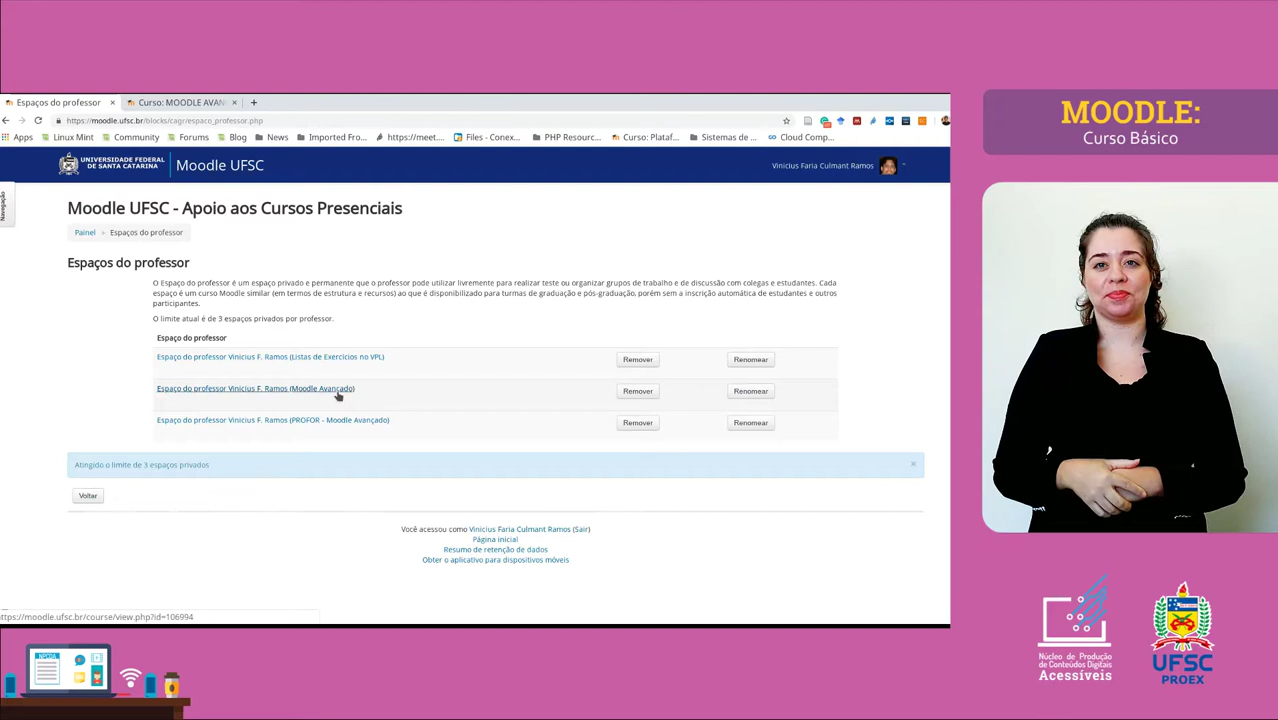 Espaços do professor
Curso: MOODLE AVAN
https://moodle.ufsc.br/blocks/cagr/espaco_professor.php
Apps Linux Mint Community Forums Blog News Imported Fro... https://meet.... Files - Conex... PHP Resourc... Curso: Plataf... Sistemas de ... Cloud Comp...
UNIVERSIDADE FEDERAL
DE SANTA CATARINA
Moodle UFSC
Vinicius Faria Culmant Ramos
Navegação
Moodle UFSC - Apoio aos Cursos Presenciais
Painel > Espaços do professor
Espaços do professor
O Espaço do professor é um espaço privado e permanente que o professor pode utilizar livremente para realizar teste ou organizar grupos de trabalho e de discussão com colegas e estudantes. Cada
espaço é um curso Moodle similar (em termos de estrutura e recursos) ao que é disponibilizado para turmas de graduação e pós-graduação, porém sem a inscrição automática de estudantes e outros
participantes.
O limite atual é de 3 espaços privados por professor.
Espaço do professor
Espaço do professor Vinicius F. Ramos (Listas de Exercicios no VPL) Remover Renomear
Espaço do professor Vinicius F. Ramos (Moodle Avançado) Remover Renomear
Espaço do professor Vinicius F. Ramos (PROFOR - Moodle Avançado) Remover Renomear
Atingido o limite de 3 espaços privados
Voltar
Você acessou como Vinicius Faria Culmant Ramos (Sair)
Página inicial
Resumo de retenção de dados
Obter o aplicativo para dispositivos móveis
https://moodle.ufsc.br/course/view.php?id=106994
MOODLE:
Curso Básico
Núcleo de Produção
de Conteúdos Digitais
Acessíveis
UFSC
PROEX
NPCDA